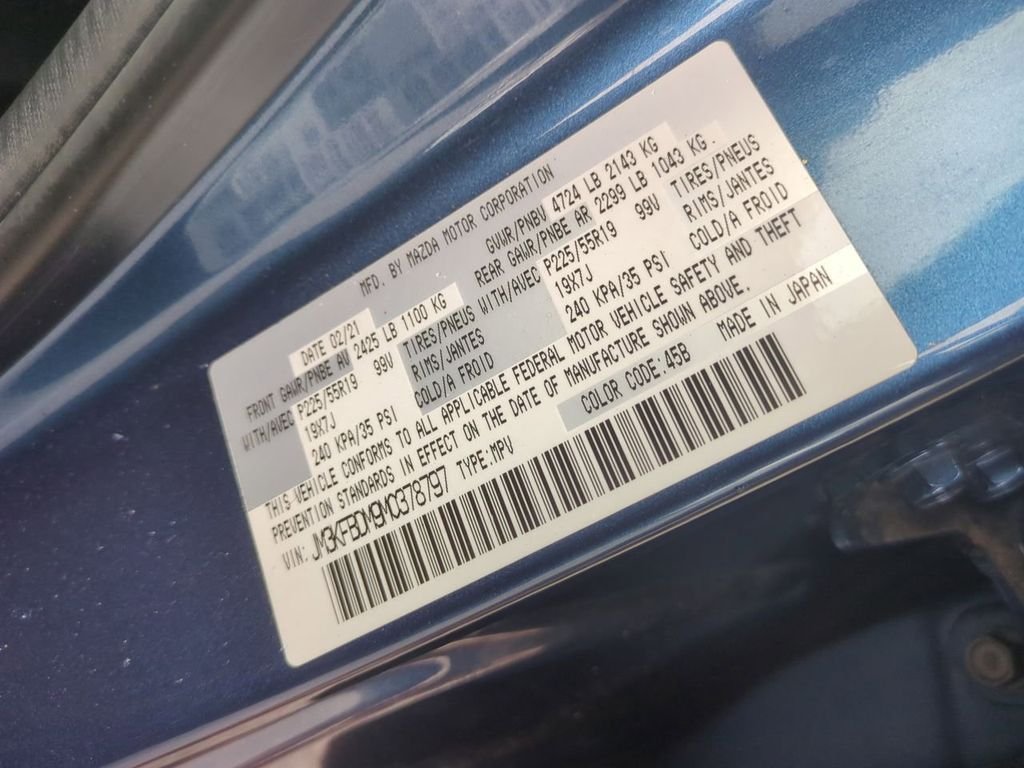 MFD. BY MAZDA MOTOR CORPORATION
DATE 02/21 GVWR/PNBV 4724 LB 2143 KG
FRONT GAWR/PNBE AV 2425 LB 1100 KG REAR GAWR/PNBE AR 2299 LB 1043 KG
WITH/AVEC P225/55R19 99V TIRES/PNEUS WITH/AVEC P225/55R19 99V TIRES/PNEUS
19X7J RIMS/JANTES 19X7J RIMS/JANTES
240 KPA/35 PSI COLD/A FROID 240 KPA/35 PSI COLD/A FROID
THIS VEHICLE CONFORMS TO ALL APPLICABLE FEDERAL MOTOR VEHICLE SAFETY AND THEFT
PREVENTION STANDARDS IN EFFECT ON THE DATE OF MANUFACTURE SHOWN ABOVE.
VIN: JM3KFBDM9M0378797 TYPE:MPV COLOR CODE:45B MADE IN JAPAN